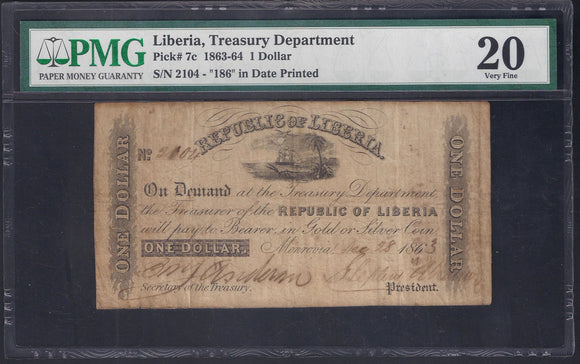 PMG
PAPER MONEY GUARANTY
Liberia, Treasury Department
Pick# 7c 1863-64 1 Dollar
S/N 2104 - "186" in Date Printed
20
Very Fine
REPUBLIC OF LIBERIA.
No 2104
ONE DOLLAR
ONE DOLLAR
On Demand at the Treasury Department,
the Treasurer of the REPUBLIC OF LIBERIA
will pay to Bearer, in Gold or Silver Coin
ONE DOLLAR.
Monrovia, Dec 28 1863
Secretary of the Treasury.
President.